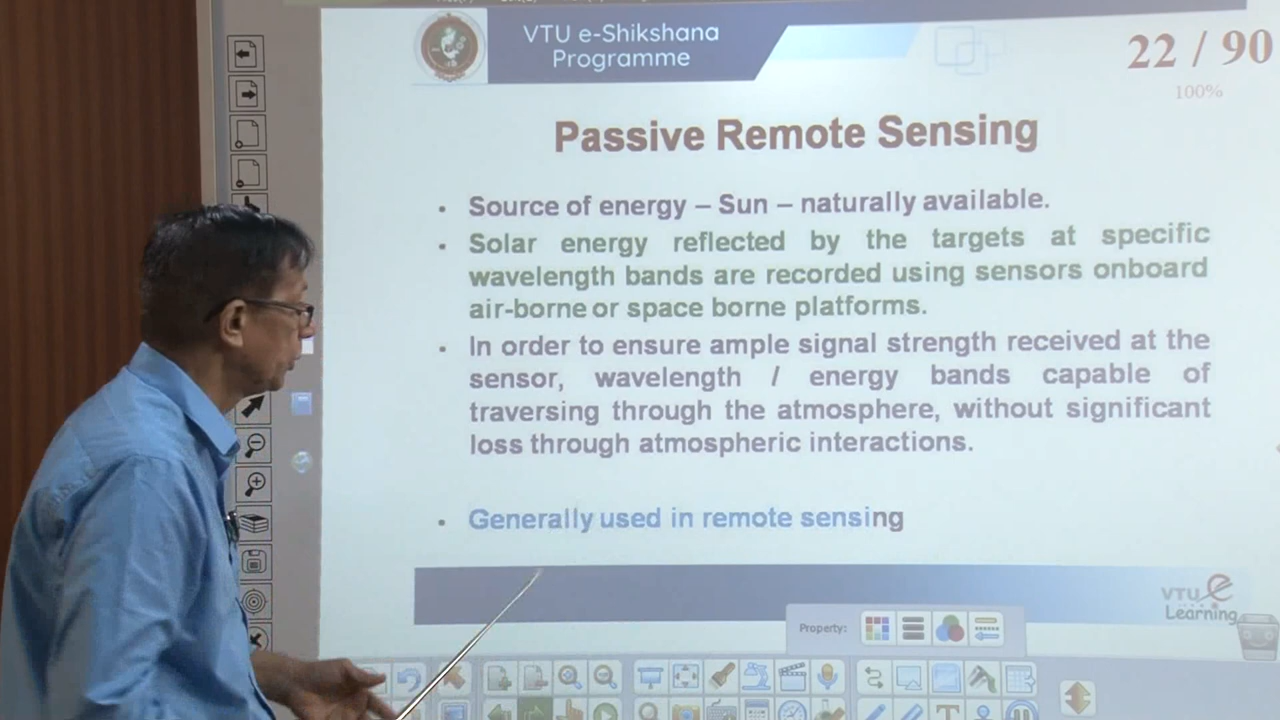 VTU e-Shikshana
Programme
22 / 90
100%
Passive Remote Sensing
• Source of energy – Sun – naturally available.
• Solar energy reflected by the targets at specific
wavelength bands are recorded using sensors onboard
air-borne or space borne platforms.
• In order to ensure ample signal strength received at the
sensor, wavelength / energy bands capable of
traversing through the atmosphere, without significant
loss through atmospheric interactions.
• Generally used in remote sensing
VTU e
Learning
Property: